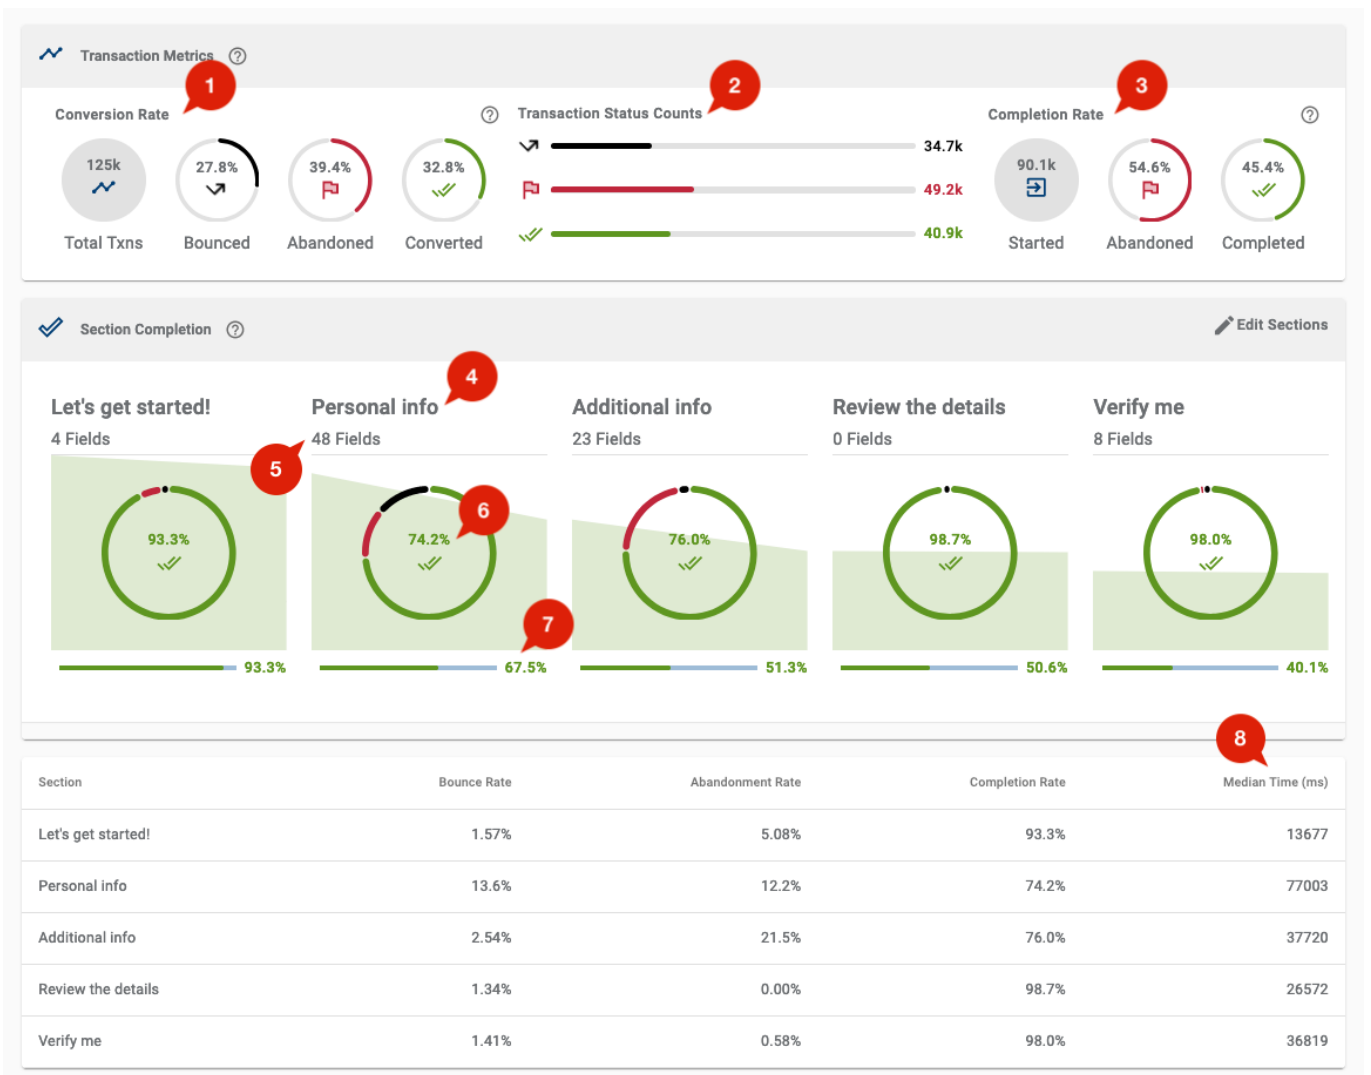 Transaction Metrics ?
1
2
3
Conversion Rate ?
125k
Total Txns
27.8%
Bounced
39.4%
Abandoned
32.8%
Converted
Transaction Status Counts
34.7k
49.2k
40.9k
Completion Rate ?
90.1k
Started
54.6%
Abandoned
45.4%
Completed
Section Completion ?
Edit Sections
4
Let's get started!
4 Fields
93.3%
93.3%
Personal info
48 Fields
5
6
74.2%
7
67.5%
Additional info
23 Fields
76.0%
51.3%
Review the details
0 Fields
98.7%
50.6%
Verify me
8 Fields
98.0%
40.1%
8
Section Bounce Rate Abandonment Rate Completion Rate Median Time (ms)
Let's get started! 1.57% 5.08% 93.3% 13677
Personal info 13.6% 12.2% 74.2% 77003
Additional info 2.54% 21.5% 76.0% 37720
Review the details 1.34% 0.00% 98.7% 26572
Verify me 1.41% 0.58% 98.0% 36819